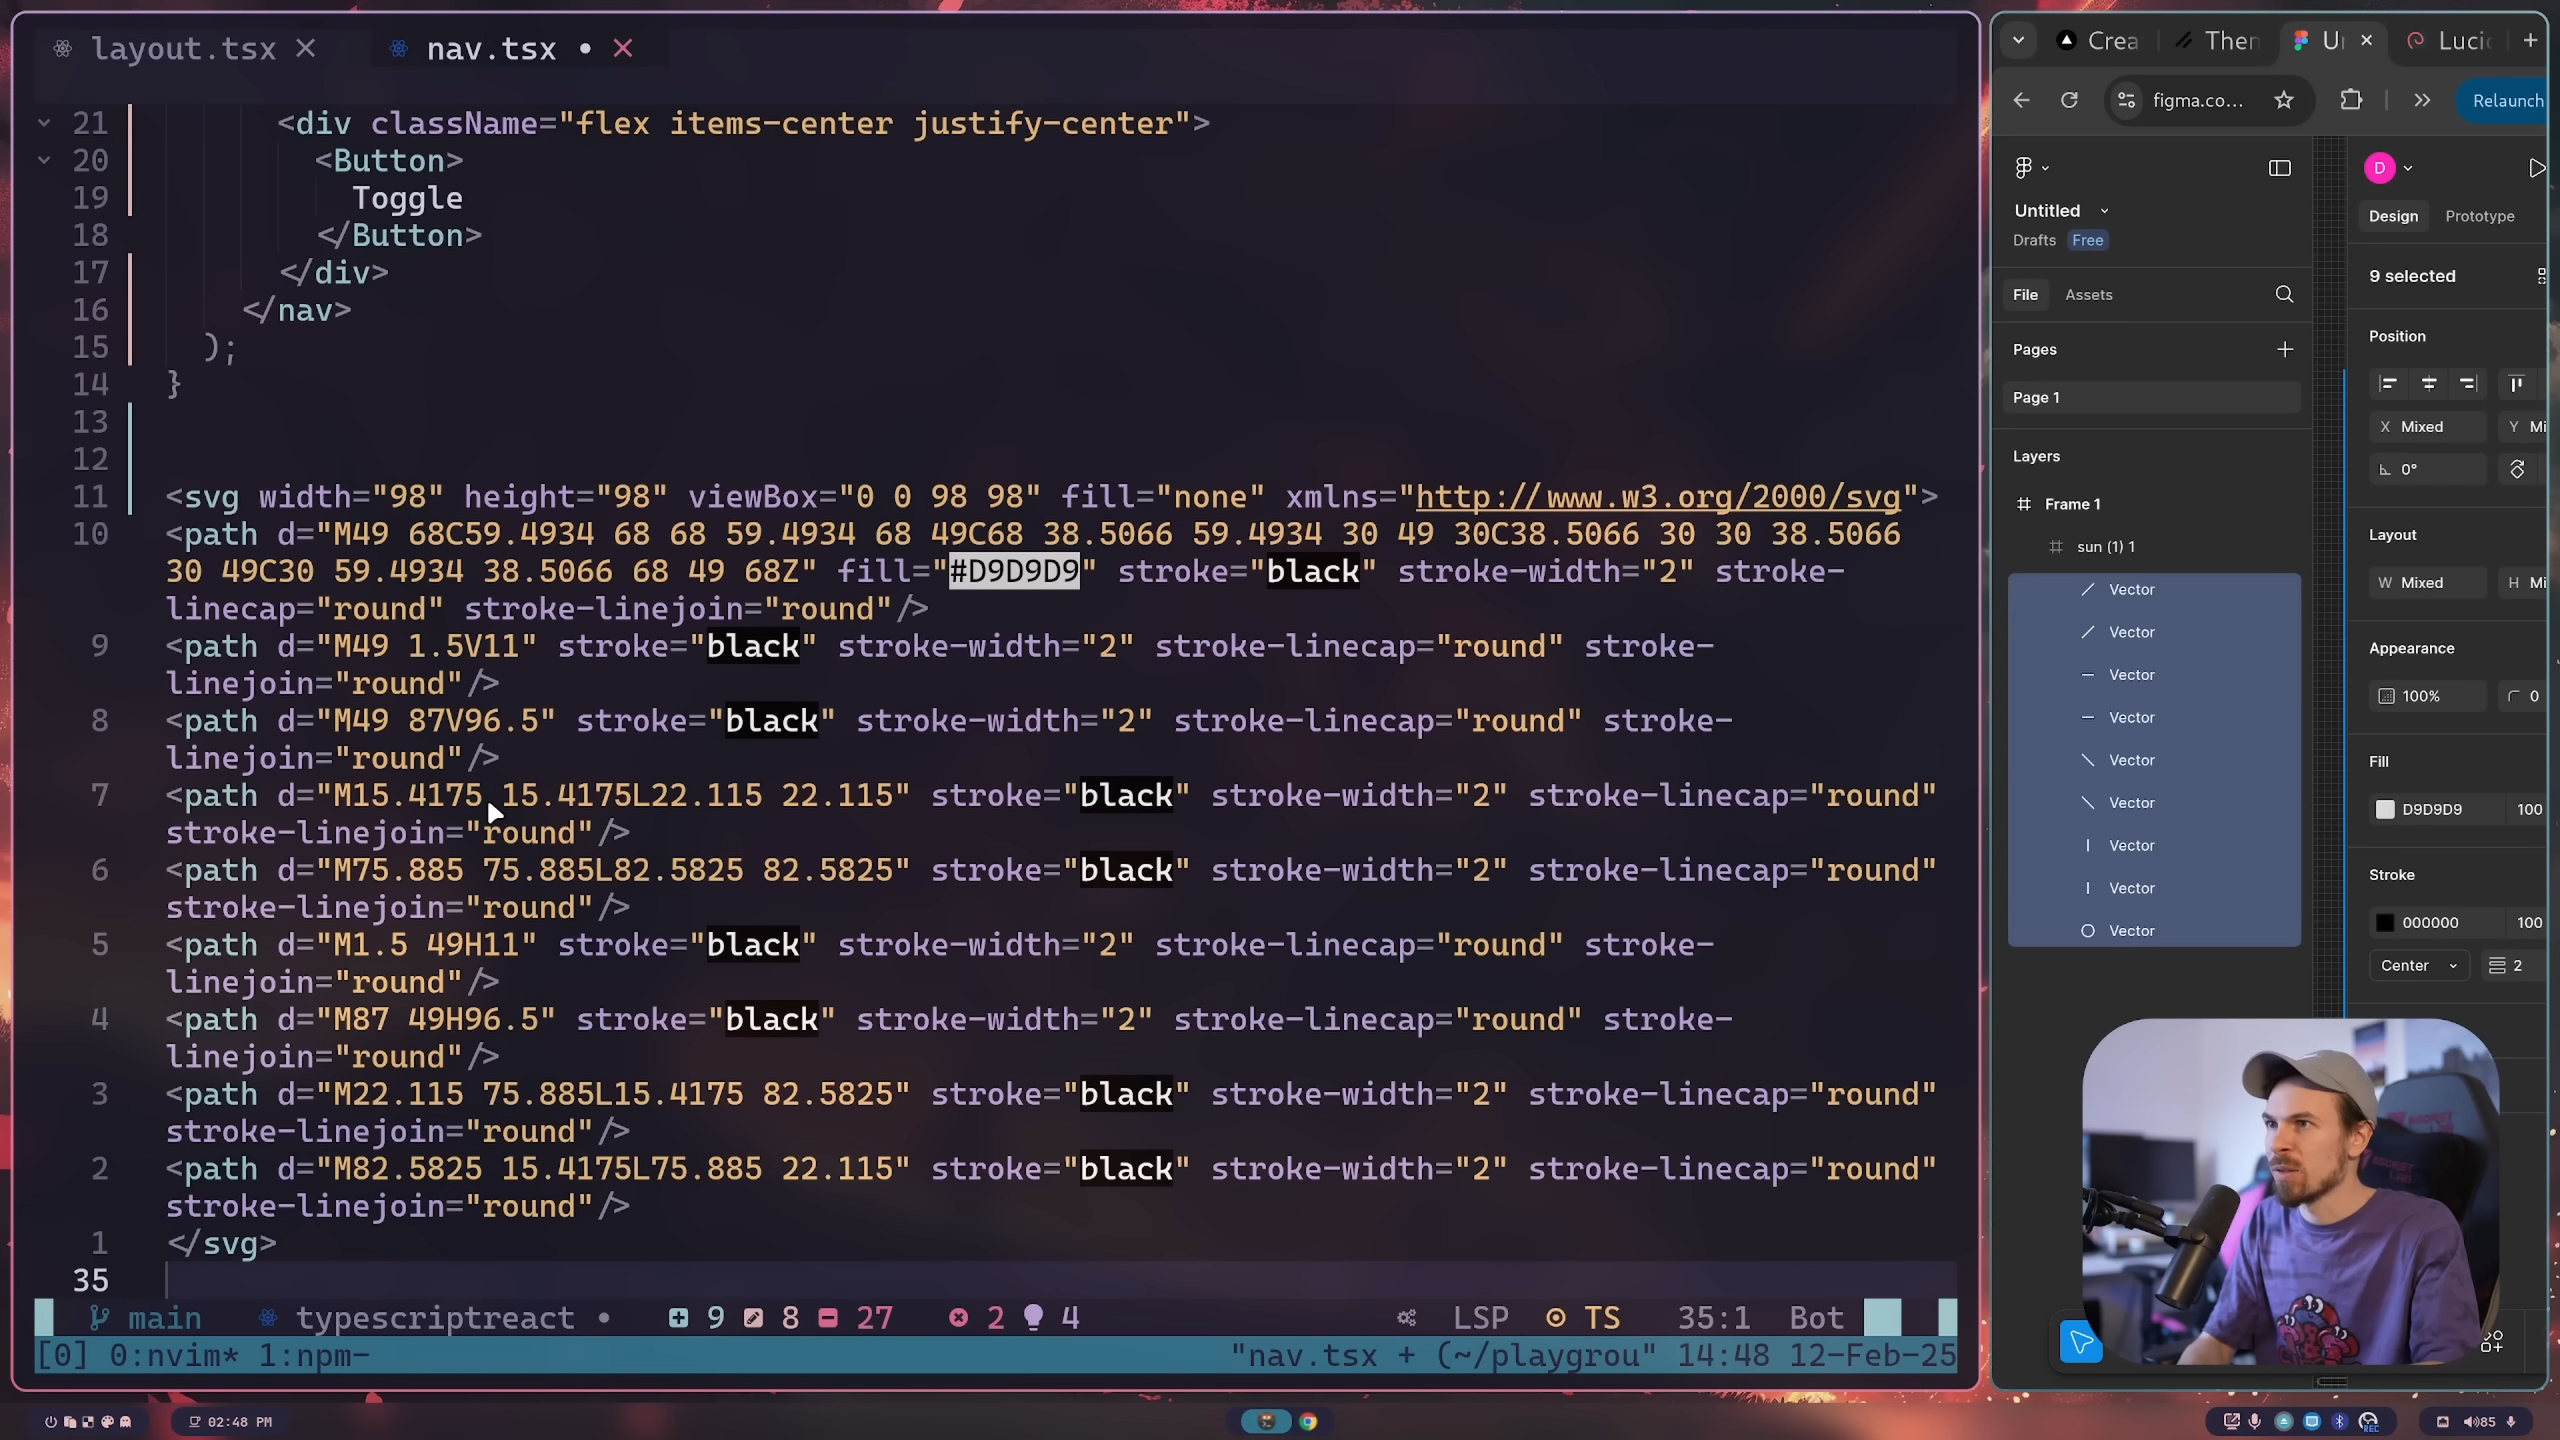 layout.tsx
nav.tsx
21 <div className="flex items-center justify-center">
20 <Button>
19 Toggle
18 </Button>
17 </div>
16 </nav>
15 );
14 }
13
12
11 <svg width="98" height="98" viewBox="0 0 98 98" fill="none" xmlns="http://www.w3.org/2000/svg">
10 <path d="M49 68C59.4934 68 68 59.4934 68 49C68 38.5066 59.4934 30 49 30C38.5066 30 30 38.5066
30 49C30 59.4934 38.5066 68 49 68Z" fill="#D9D9D9" stroke="black" stroke-width="2" stroke-
linecap="round" stroke-linejoin="round"/>
9 <path d="M49 1.5V11" stroke="black" stroke-width="2" stroke-linecap="round" stroke-
linejoin="round"/>
8 <path d="M49 87V96.5" stroke="black" stroke-width="2" stroke-linecap="round" stroke-
linejoin="round"/>
7 <path d="M15.4175 15.4175L22.115 22.115" stroke="black" stroke-width="2" stroke-linecap="round"
stroke-linejoin="round"/>
6 <path d="M75.885 75.885L82.5825 82.5825" stroke="black" stroke-width="2" stroke-linecap="round"
stroke-linejoin="round"/>
5 <path d="M1.5 49H11" stroke="black" stroke-width="2" stroke-linecap="round" stroke-
linejoin="round"/>
4 <path d="M87 49H96.5" stroke="black" stroke-width="2" stroke-linecap="round" stroke-
linejoin="round"/>
3 <path d="M22.115 75.885L15.4175 82.5825" stroke="black" stroke-width="2" stroke-linecap="round"
stroke-linejoin="round"/>
2 <path d="M82.5825 15.4175L75.885 22.115" stroke="black" stroke-width="2" stroke-linecap="round"
stroke-linejoin="round"/>
1 </svg>
35
main typescriptreact • 9 8 27 2 4 LSP TS 35:1 Bot
[0] 0:nvim* 1:npm- "nav.tsx + (~/playgrou" 14:48 12-Feb-25
02:48 PM
Crea
Then
Luci
figma.co...
Relaunch
Untitled
Drafts Free
File Assets
Pages
Page 1
Layers
Frame 1
sun (1) 1
Vector
Vector
Vector
Vector
Vector
Vector
Vector
Vector
Vector
D
Design Prototype
9 selected
Position
X Mixed Y Mi
0°
Layout
W Mixed H Mi
Appearance
100% 0
Fill
D9D9D9 100
Stroke
000000 100
Center 2
REC
85